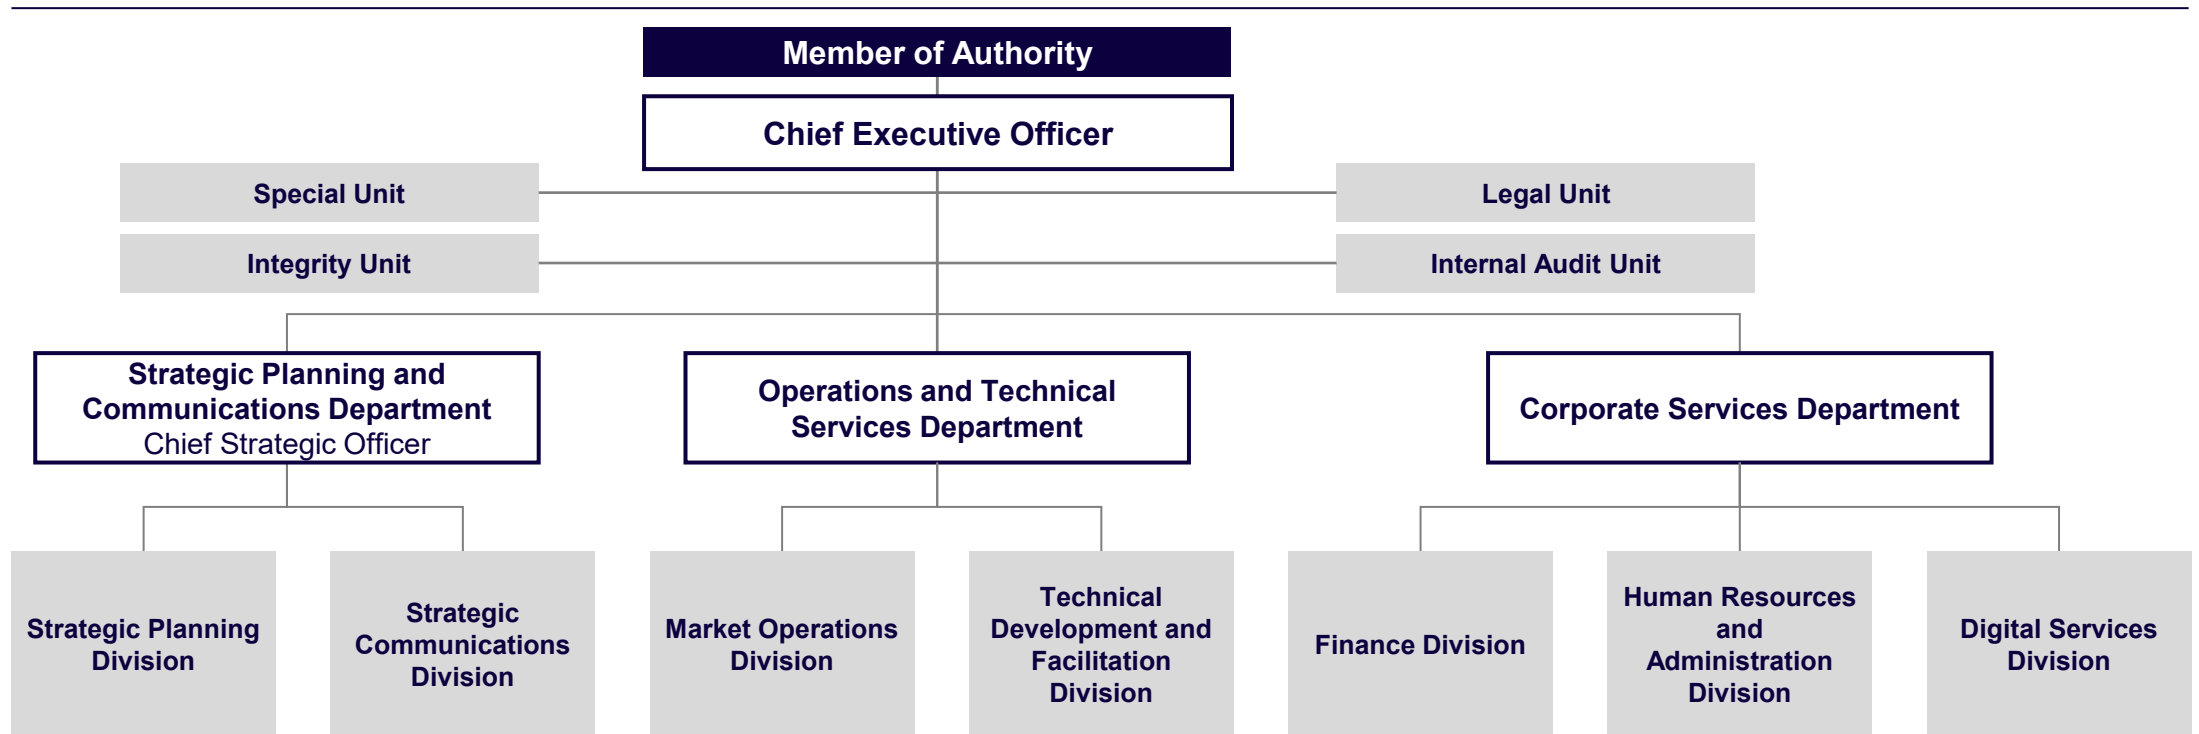 Member of Authority
Chief Executive Officer
Special Unit
Legal Unit
Integrity Unit
Internal Audit Unit
Strategic Planning and
Communications Department
Chief Strategic Officer
Operations and Technical
Services Department
Corporate Services Department
Strategic Planning
Division
Strategic
Communications
Division
Market Operations
Division
Technical
Development and
Facilitation
Division
Finance Division
Human Resources
and
Administration
Division
Digital Services
Division